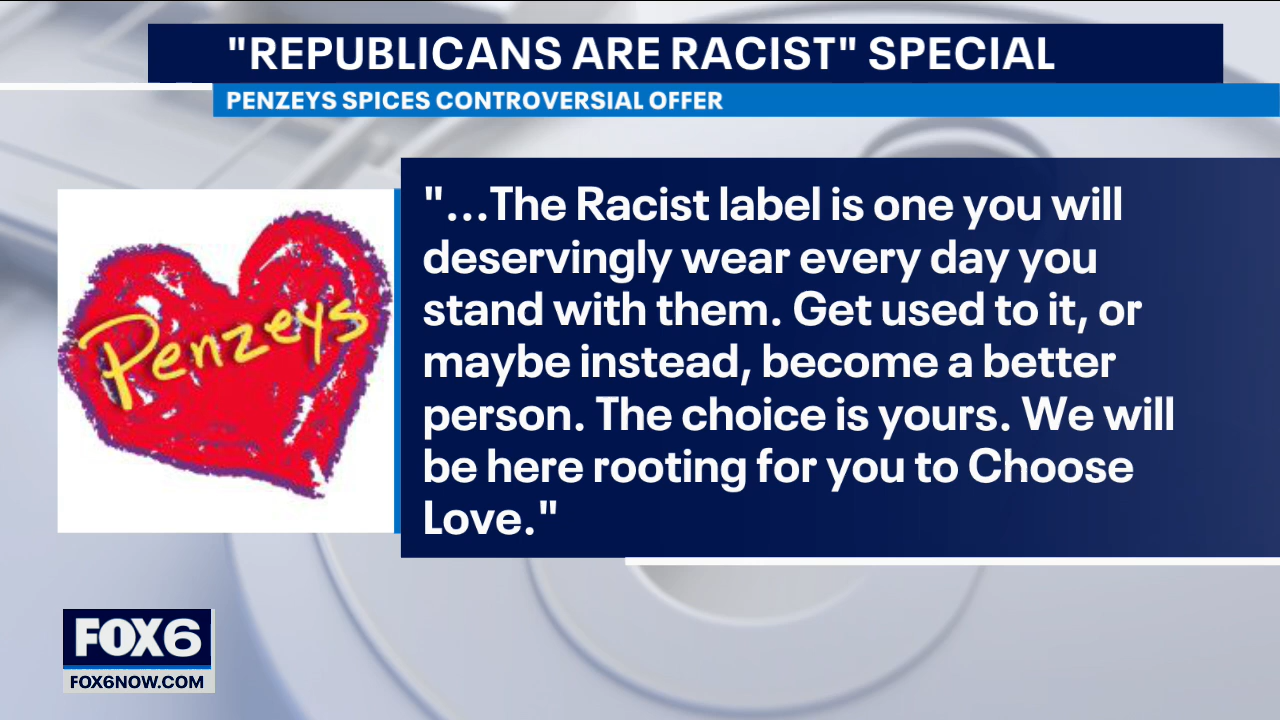 "REPUBLICANS ARE RACIST" SPECIAL
PENZEYS SPICES CONTROVERSIAL OFFER
Penzeys
"...The Racist label is one you will
deservingly wear every day you
stand with them. Get used to it, or
maybe instead, become a better
person. The choice is yours. We will
be here rooting for you to Choose
Love."
FOX6
FOX6NOW.COM